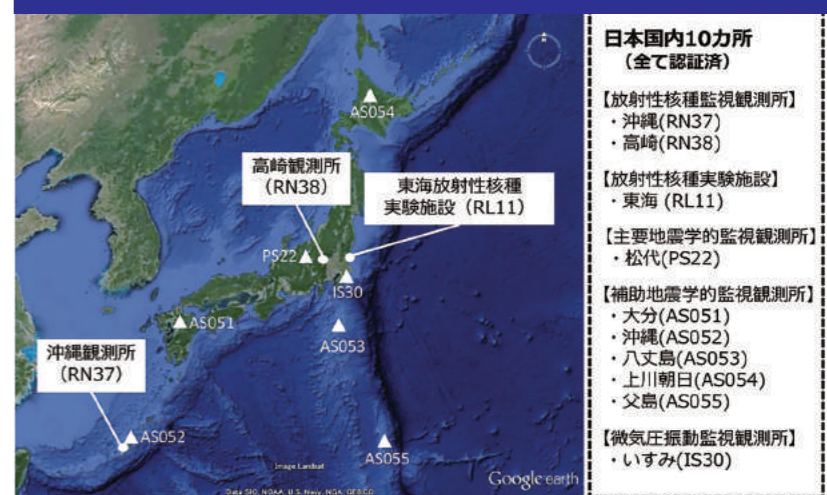 AS054
高崎観測所
(RN38)
東海放射性核種
実験施設（RL11）
PS22
IS30
AS051
AS053
沖縄観測所
(RN37)
AS052
AS055
Image Landsat
Data SIO, NOAA, U.S. Navy, NGA, GEBCO
Google earth
日本国内10カ所
（全て認証済）
【放射性核種監視観測所】
・沖縄(RN37)
・高崎(RN38)
【放射性核種実験施設】
・東海 (RL11)
【主要地震学的監視観測所】
・松代(PS22)
【補助地震学的監視観測所】
・大分(AS051)
・沖縄(AS052)
・八丈島(AS053)
・上川朝日(AS054)
・父島(AS055)
【微気圧振動監視観測所】
・いすみ(IS30)